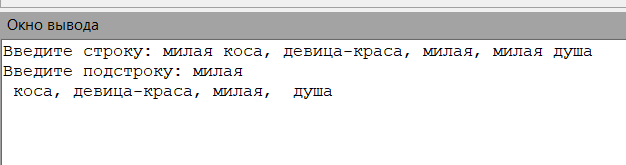 Окно вывода
Введите строку: милая коса, девица-краса, милая, милая душа
Введите подстроку: милая
 коса, девица-краса, милая,  душа